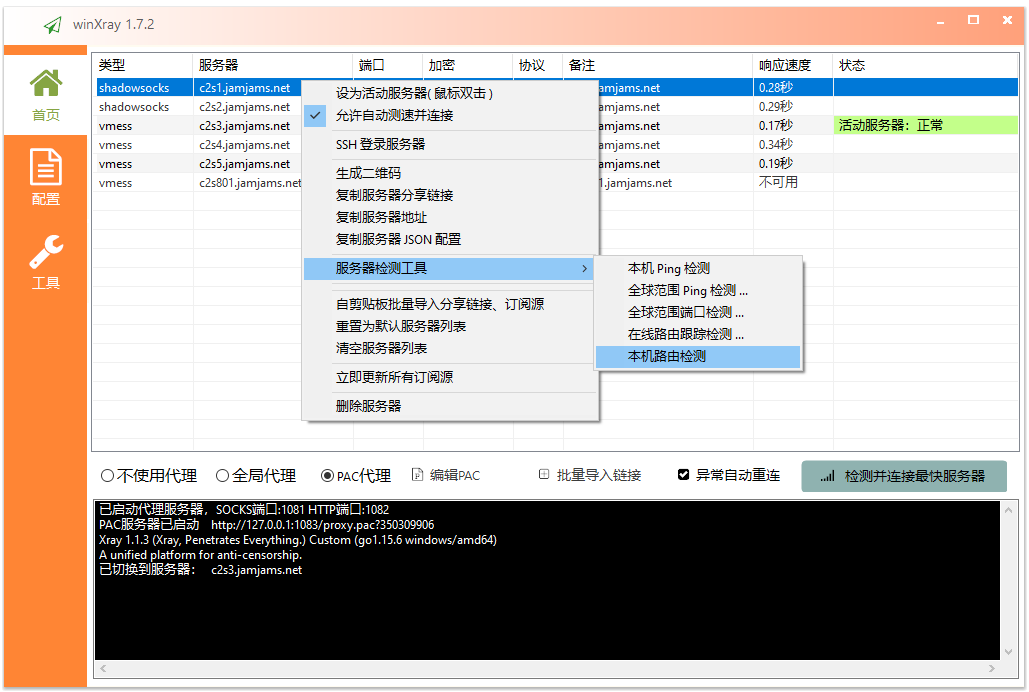 winXray 1.7.2
类型 服务器 端口 加密 协议 备注 响应速度 状态
shadowsocks c2s1.jamjams.net amjams.net 0.28秒
shadowsocks c2s2.jamjams.net amjams.net 0.29秒
vmess c2s3.jamjams.net amjams.net 0.17秒 活动服务器：正常
vmess c2s4.jamjams.net amjams.net 0.34秒
vmess c2s5.jamjams.net amjams.net 0.19秒
vmess c2s801.jamjams.net 1.jamjams.net 不可用
首页
配置
工具
设为活动服务器( 鼠标双击 )
允许自动测速并连接
SSH 登录服务器
生成二维码
复制服务器分享链接
复制服务器地址
复制服务器 JSON 配置
服务器检测工具
自剪贴板批量导入分享链接、订阅源
重置为默认服务器列表
清空服务器列表
立即更新所有订阅源
删除服务器
本机 Ping 检测
全球范围 Ping 检测 ...
全球范围端口检测 ...
在线路由跟踪检测 ...
本机路由检测
不使用代理 全局代理 PAC代理 编辑PAC 批量导入链接 异常自动重连 检测并连接最快服务器
已启动代理服务器，SOCKS端口:1081 HTTP端口:1082
PAC服务器已启动 http://127.0.0.1:1083/proxy.pac?350309906
Xray 1.1.3 (Xray, Penetrates Everything.) Custom (go1.15.6 windows/amd64)
A unified platform for anti-censorship.
已切换到服务器： c2s3.jamjams.net